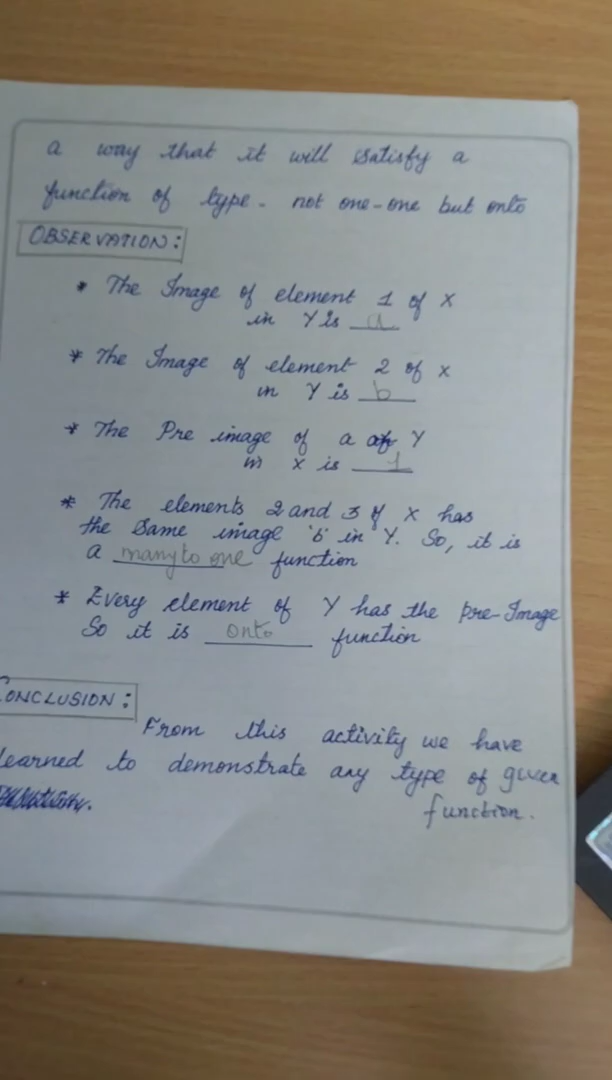 a way that it will satisfy a
function of type - not one-one but onto
OBSERVATION:
* The Image of element 1 of X
in Y is a
* The Image of element 2 of X
in Y is b
* The Pre image of a of Y
in X is 1
* The elements 2 and 3 of X has
the same image 'b' in Y. So, it is
a many to one function
* Every element of Y has the pre-Image
So it is onto function
CONCLUSION:
From this activity we have
learned to demonstrate any type of given
function.